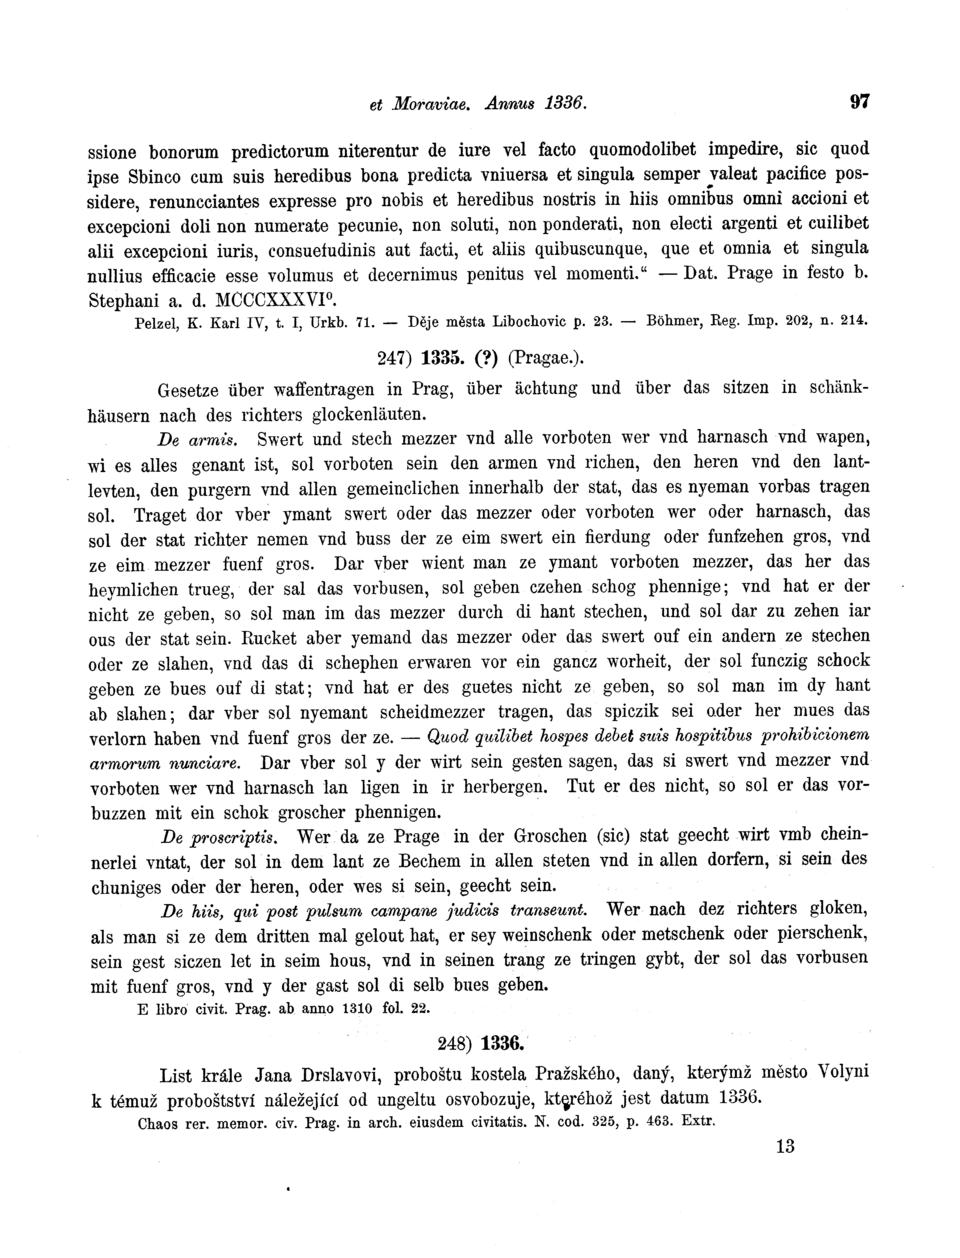 et Moraviae. Annus 1336. 97
ssione bonorum predictorum niterentur de iure vel facto quomodolibet impedire, sic quod
ipse Sbinco cum suis heredibus bona predicta vniuersa et singula semper valeat pacifice pos-
sidere, renuncciantes expresse pro nobis et heredibus nostris in hiis omnibus omni accioni et
excepcioni doli non numerate pecunie, non soluti, non ponderati, non electi argenti et cuilibet
alii excepcioni iuris, consuetudinis aut facti, et aliis quibuscunque, que et omnia et singula
nullius efficacie esse volumus et decernimus penitus vel momenti.“ — Dat. Prage in festo b.
Stephani a. d. MCCCXXXVI⁰.
Pelzel, K. Karl IV, t. I, Urkb. 71. — Děje města Libochovic p. 23. — Böhmer, Reg. Imp. 202, n. 214.
247) 1335. (?) (Pragae.).
Gesetze über waffentragen in Prag, über ächtung und über das sitzen in schänk-
häusern nach des richters glockenläuten.
De armis. Swert und stech mezzer vnd alle vorboten wer vnd harnasch vnd wapen,
wi es alles genant ist, sol vorboten sein den armen vnd richen, den heren vnd den lant-
levten, den purgern vnd allen gemeinclichen innerhalb der stat, das es nyeman vorbas tragen
sol. Traget dor vber ymant swert oder das mezzer oder vorboten wer oder harnasch, das
sol der stat richter nemen vnd buss der ze eim swert ein fierdung oder funfzehen gros, vnd
ze eim mezzer fuenf gros. Dar vber wient man ze ymant vorboten mezzer, das her das
heymlichen trueg, der sal das vorbusen, sol geben czehen schog phennige; vnd hat er der
nicht ze geben, so sol man im das mezzer durch di hant stechen, und sol dar zu zehen iar
ous der stat sein. Rucket aber yemand das mezzer oder das swert ouf ein andern ze stechen
oder ze slahen, vnd das di schephen erwaren vor ein gancz worheit, der sol funczig schock
geben ze bues ouf di stat; vnd hat er des guetes nicht ze geben, so sol man im dy hant
ab slahen; dar vber sol nyemant scheidmezzer tragen, das spiczik sei oder her mues das
verlorn haben vnd fuenf gros der ze. — Quod quilibet hospes debet suis hospitibus prohibicionem
armorum nunciare. Dar vber sol y der wirt sein gesten sagen, das si swert vnd mezzer vnd
vorboten wer vnd harnasch lan ligen in ir herbergen. Tut er des nicht, so sol er das vor-
buzzen mit ein schok groscher phennigen.
De proscriptis. Wer da ze Prage in der Groschen (sic) stat geecht wirt vmb chein-
nerlei vntat, der sol in dem lant ze Bechem in allen steten vnd in allen dorfern, si sein des
chuniges oder der heren, oder wes si sein, geecht sein.
De hiis, qui post pulsum campane judicis transeunt. Wer nach dez richters gloken,
als man si ze dem dritten mal gelout hat, er sey weinschenk oder metschenk oder pierschenk,
sein gest siczen let in seim hous, vnd in seinen trang ze tringen gybt, der sol das vorbusen
mit fuenf gros, vnd y der gast sol di selb bues geben.
E libro civit. Prag. ab anno 1310 fol. 22.
248) 1336.
List krále Jana Drslavovi, proboštu kostela Pražského, daný, kterýmž město Volyni
k témuž proboštství náležející od ungeltu osvobozuje, kteréhož jest datum 1336.
Chaos rer. memor. civ. Prag. in arch. eiusdem civitatis. N. cod. 325, p. 463. Extr.
13